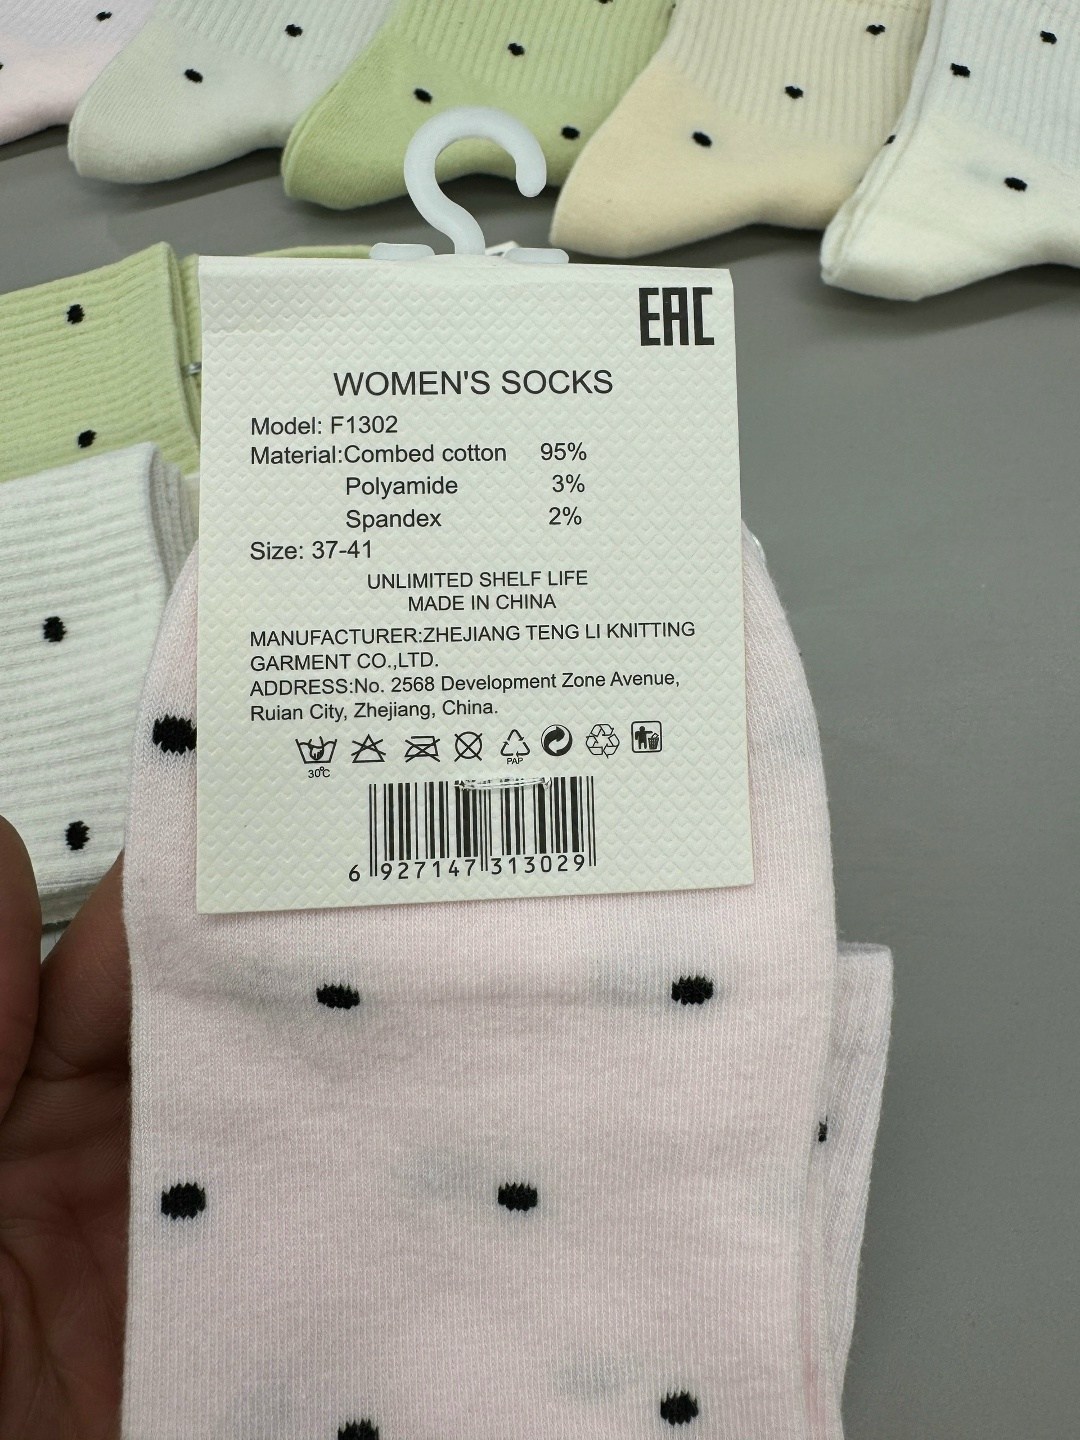 EAC
WOMEN'S SOCKS
Model: F1302
Material:Combed cotton 95%
Polyamide 3%
Spandex 2%
Size: 37-41
UNLIMITED SHELF LIFE
MADE IN CHINA
MANUFACTURER:ZHEJIANG TENG LI KNITTING
GARMENT CO.,LTD.
ADDRESS:No. 2568 Development Zone Avenue,
Ruian City, Zhejiang, China.
30℃
PAP
6 927147 313029